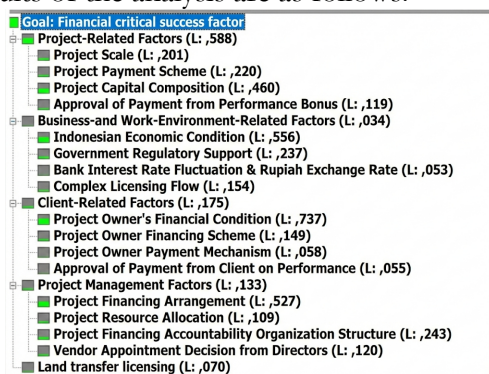 Goal: Financial critical success factor
Project-Related Factors (L: ,588)
Project Scale (L: ,201)
Project Payment Scheme (L: ,220)
Project Capital Composition (L: ,460)
Approval of Payment from Performance Bonus (L: ,119)
Business-and Work-Environment-Related Factors (L: ,034)
Indonesian Economic Condition (L: ,556)
Government Regulatory Support (L: ,237)
Bank Interest Rate Fluctuation & Rupiah Exchange Rate (L: ,053)
Complex Licensing Flow (L: ,154)
Client-Related Factors (L: ,175)
Project Owner's Financial Condition (L: ,737)
Project Owner Financing Scheme (L: ,149)
Project Owner Payment Mechanism (L: ,058)
Approval of Payment from Client on Performance (L: ,055)
Project Management Factors (L: ,133)
Project Financing Arrangement (L: ,527)
Project Resource Allocation (L: ,109)
Project Financing Accountability Organization Structure (L: ,243)
Vendor Appointment Decision from Directors (L: ,120)
Land transfer licensing (L: ,070)